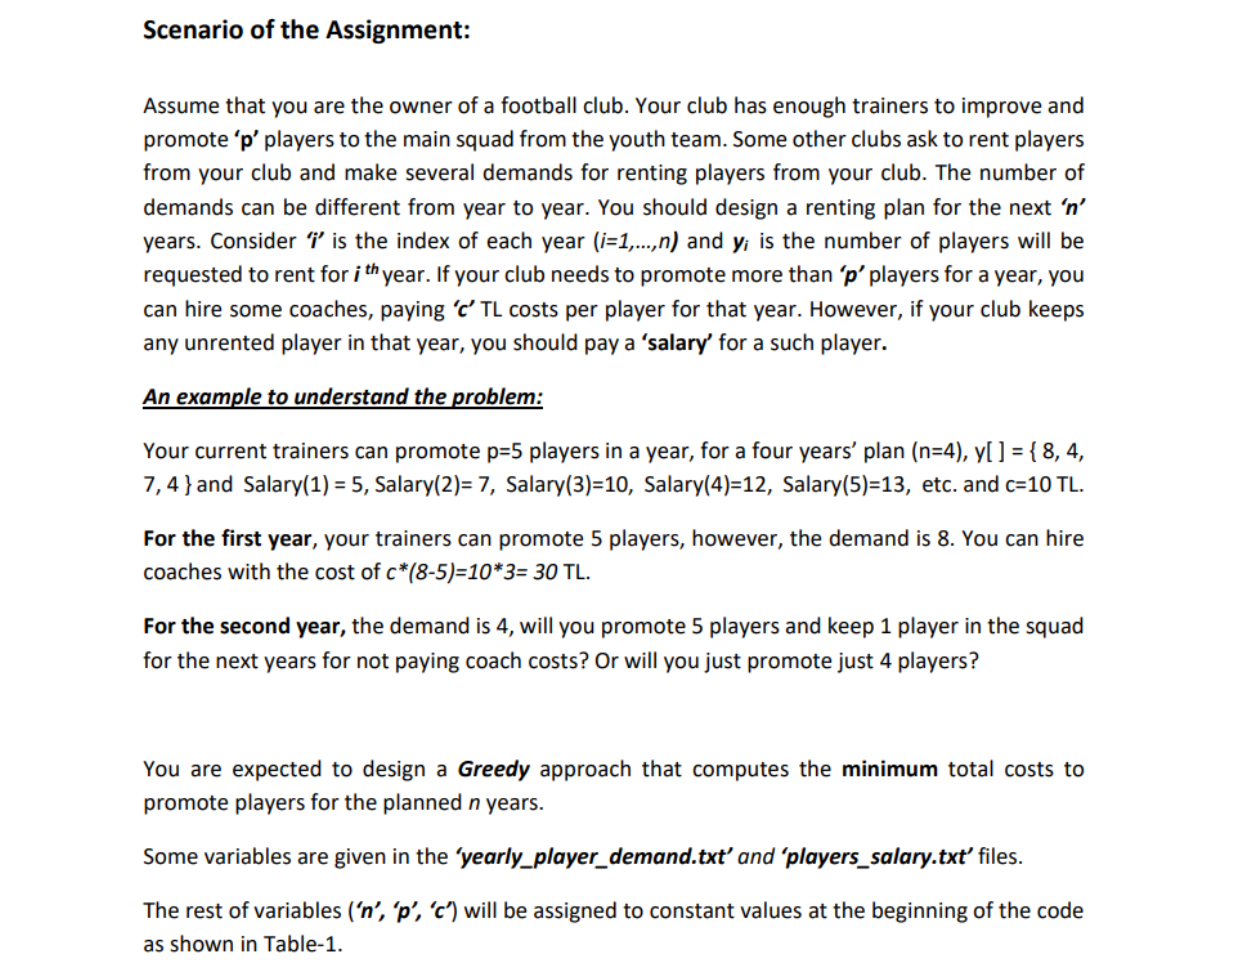 Scenario of the Assignment:
Assume that you are the owner of a football club. Your club has enough trainers to improve and
promote ‘p’ players to the main squad from the youth team. Some other clubs ask to rent players
from your club and make several demands for renting players from your club. The number of
demands can be different from year to year. You should design a renting plan for the next ‘n’
years. Consider ‘i’ is the index of each year (i=1,...,n) and yi is the number of players will be
requested to rent for i th year. If your club needs to promote more than ‘p’ players for a year, you
can hire some coaches, paying ‘c’ TL costs per player for that year. However, if your club keeps
any unrented player in that year, you should pay a ‘salary’ for a such player.
An example to understand the problem:
Your current trainers can promote p=5 players in a year, for a four years’ plan (n=4), y[ ] = { 8, 4,
7, 4 } and Salary(1) = 5, Salary(2)= 7, Salary(3)=10, Salary(4)=12, Salary(5)=13, etc. and c=10 TL.
For the first year, your trainers can promote 5 players, however, the demand is 8. You can hire
coaches with the cost of c*(8-5)=10*3= 30 TL.
For the second year, the demand is 4, will you promote 5 players and keep 1 player in the squad
for the next years for not paying coach costs? Or will you just promote just 4 players?
You are expected to design a Greedy approach that computes the minimum total costs to
promote players for the planned n years.
Some variables are given in the ‘yearly_player_demand.txt’ and ‘players_salary.txt’ files.
The rest of variables (‘n’, ‘p’, ‘c’) will be assigned to constant values at the beginning of the code
as shown in Table-1.